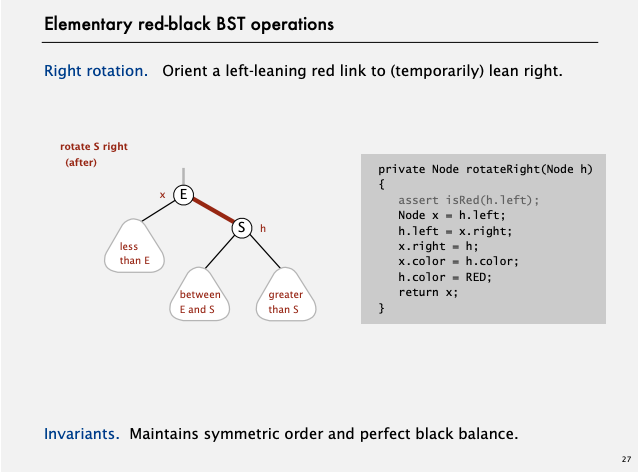 Elementary red-black BST operations
Right rotation. Orient a left-leaning red link to (temporarily) lean right.
rotate S right
(after)
x
E
S
h
less
than E
between
E and S
greater
than S
private Node rotateRight(Node h)
{
assert isRed(h.left);
Node x = h.left;
h.left = x.right;
x.right = h;
x.color = h.color;
h.color = RED;
return x;
}
Invariants. Maintains symmetric order and perfect black balance.
27